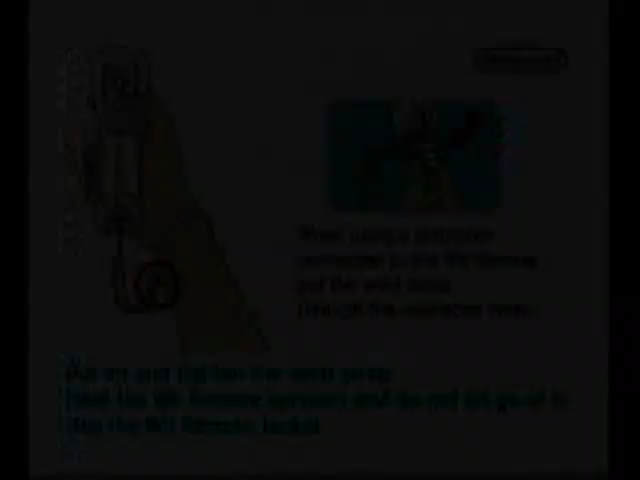 When using a
connector to the Wii Remote,
put the wrist strap
through the connector hook.
Put on and tighten the wrist strap.
Hold the Wii Remote securely and do not let go of it.
Use the Wii Remote Jacket.